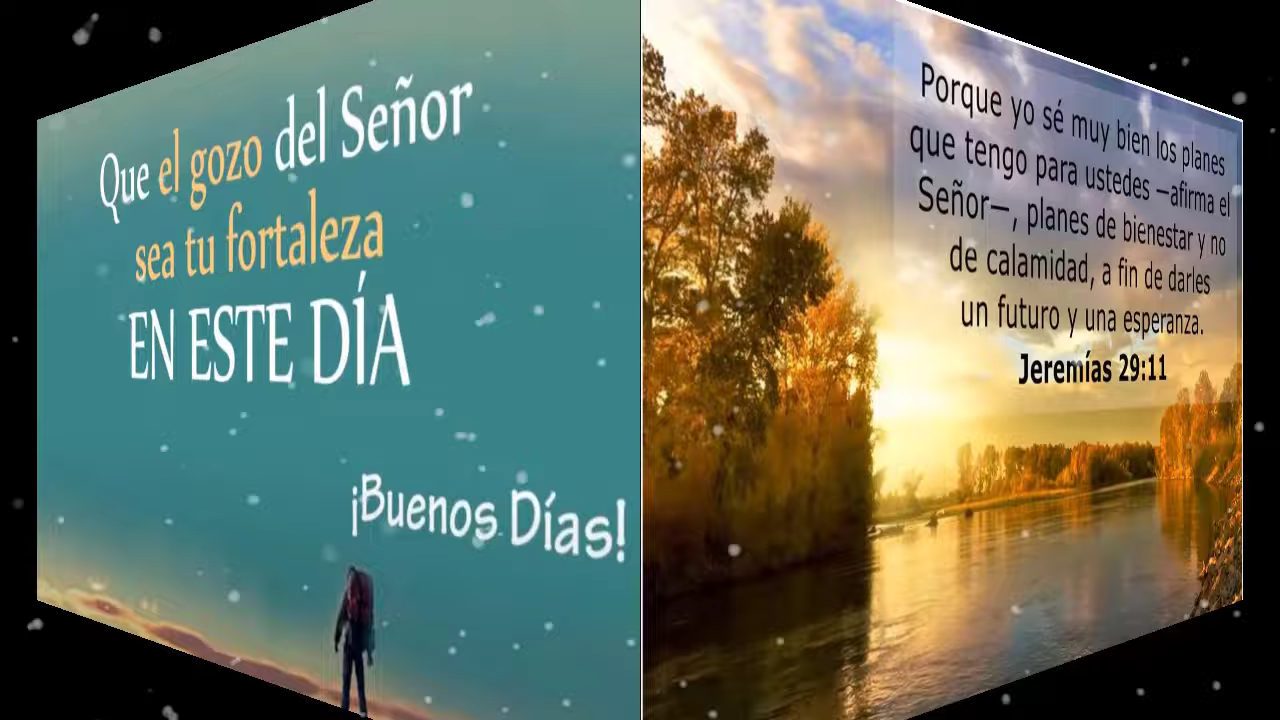 Que el gozo del Señor
sea tu fortaleza
EN ESTE DÍA
¡Buenos Días!
Porque yo sé muy bien los planes
que tengo para ustedes —afirma el
Señor—, planes de bienestar y no
de calamidad, a fin de darles
un futuro y una esperanza.
Jeremías 29:11